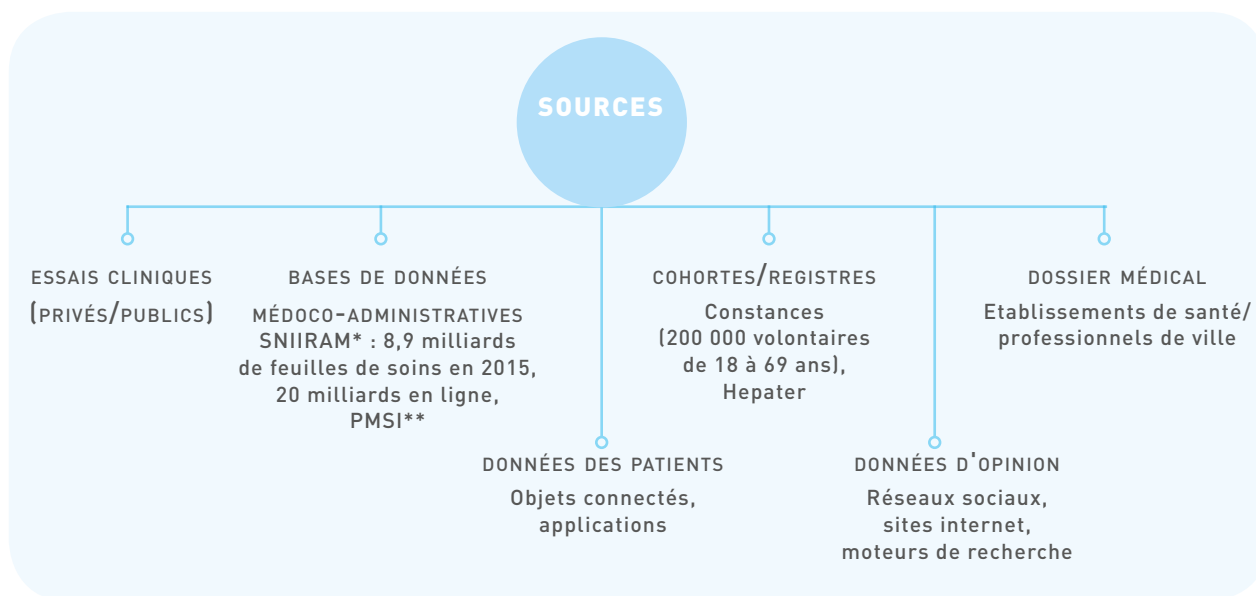 SOURCES
ESSAIS CLINIQUES
(PRIVÉS/PUBLICS)
BASES DE DONNÉES
MÉDOCO-ADMINISTRATIVES
SNIIRAM* : 8,9 milliards
de feuilles de soins en 2015,
20 milliards en ligne,
PMSI**
DONNÉES DES PATIENTS
Objets connectés,
applications
COHORTES/REGISTRES
Constances
(200 000 volontaires
de 18 à 69 ans),
Hepater
DONNÉES D'OPINION
Réseaux sociaux,
sites internet,
moteurs de recherche
DOSSIER MÉDICAL
Etablissements de santé/
professionnels de ville